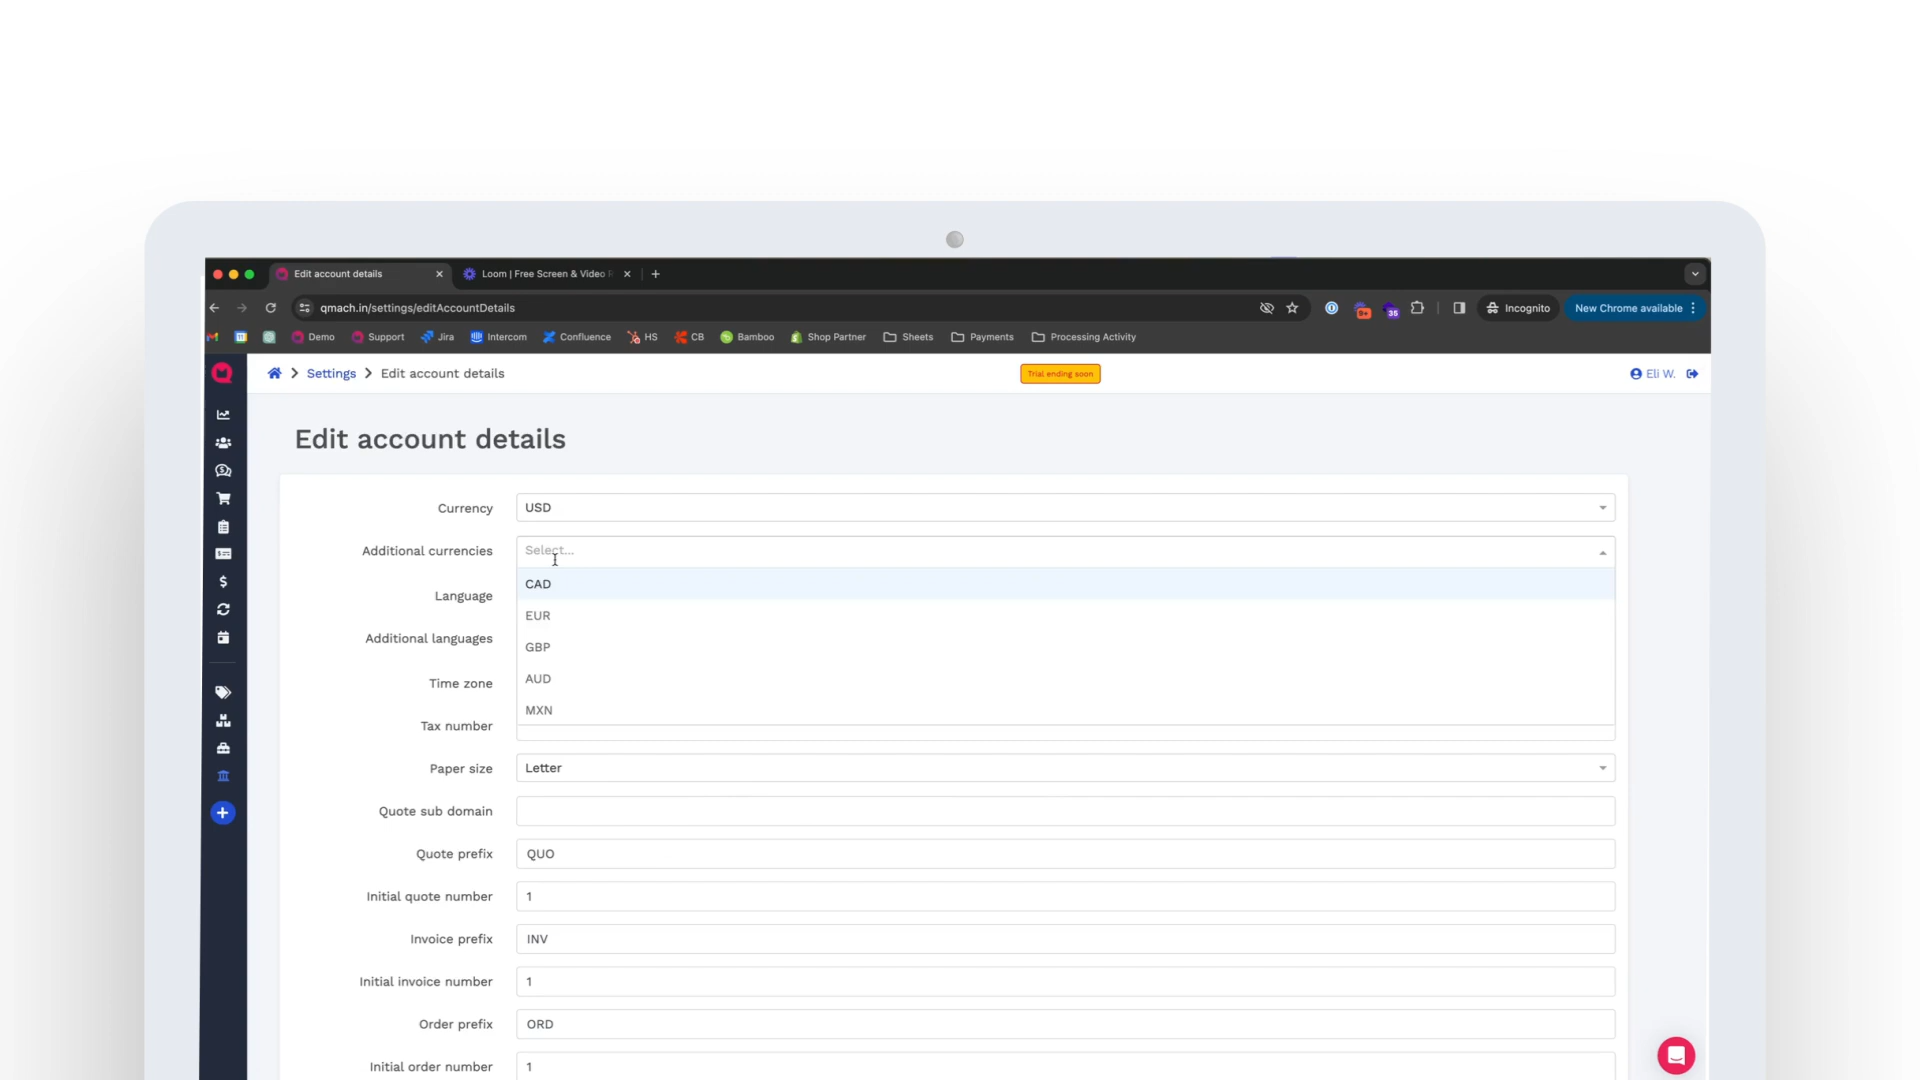 Edit account details
Loom | Free Screen & Video R
qmach.in/settings/editAccountDetails
9+
35
Incognito
New Chrome available
Demo
Support
Jira
Intercom
Confluence
HS
CB
Bamboo
Shop Partner
Sheets
Payments
Processing Activity
Settings
Edit account details
Trial ending soon
Eli W.
Edit account details
Currency
USD
Additional currencies
Select...
CAD
Language
EUR
Additional languages
GBP
Time zone
AUD
Tax number
MXN
Paper size
Letter
Quote sub domain
Quote prefix
QUO
Initial quote number
1
Invoice prefix
INV
Initial invoice number
1
Order prefix
ORD
Initial order number
1